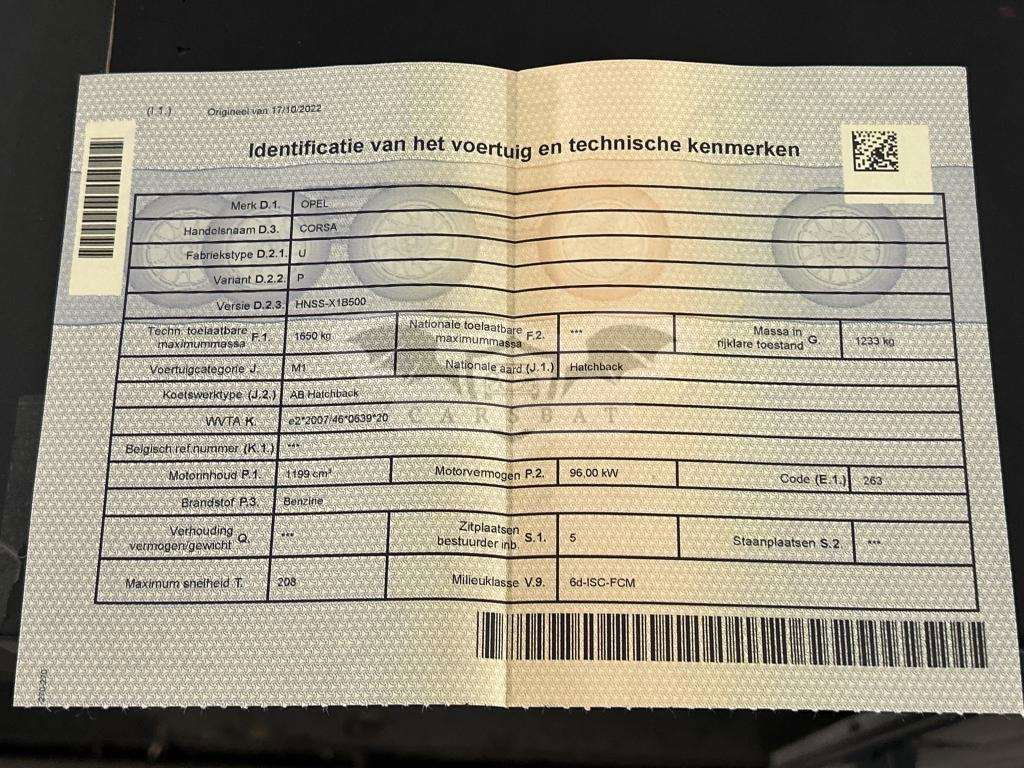 (I.1.) Origineel van 17/10/2022
Identificatie van het voertuig en technische kenmerken
Merk D.1. OPEL
Handelsnaam D.3. CORSA
Fabriekstype D.2.1. U
Variant D.2.2. P
Versie D.2.3. HNSS-X1B500
Techn. toelaatbare maximummassa F.1. 1650 kg Nationale toelaatbare maximummassa F.2. *** Massa in rijklare toestand G. 1233 kg
Voertuigcategorie J. M1 Nationale aard (J.1.) Hatchback
Koetswerktype (J.2.) AB Hatchback
WVTA K. e2*2007/46*0639*20
CARSBAT
Belgisch ref.nummer (K.1.) ***
Motorinhoud P.1. 1199 cm³ Motorvermogen P.2. 96.00 kW Code (E.1.) 263
Brandstof P.3. Benzine
Verhouding vermogen/gewicht Q. *** Zitplaatsen bestuurder inb. S.1. 5 Staanplaatsen S.2. ***
Maximum snelheid T. 208 Milieuklasse V.9. 6d-ISC-FCM